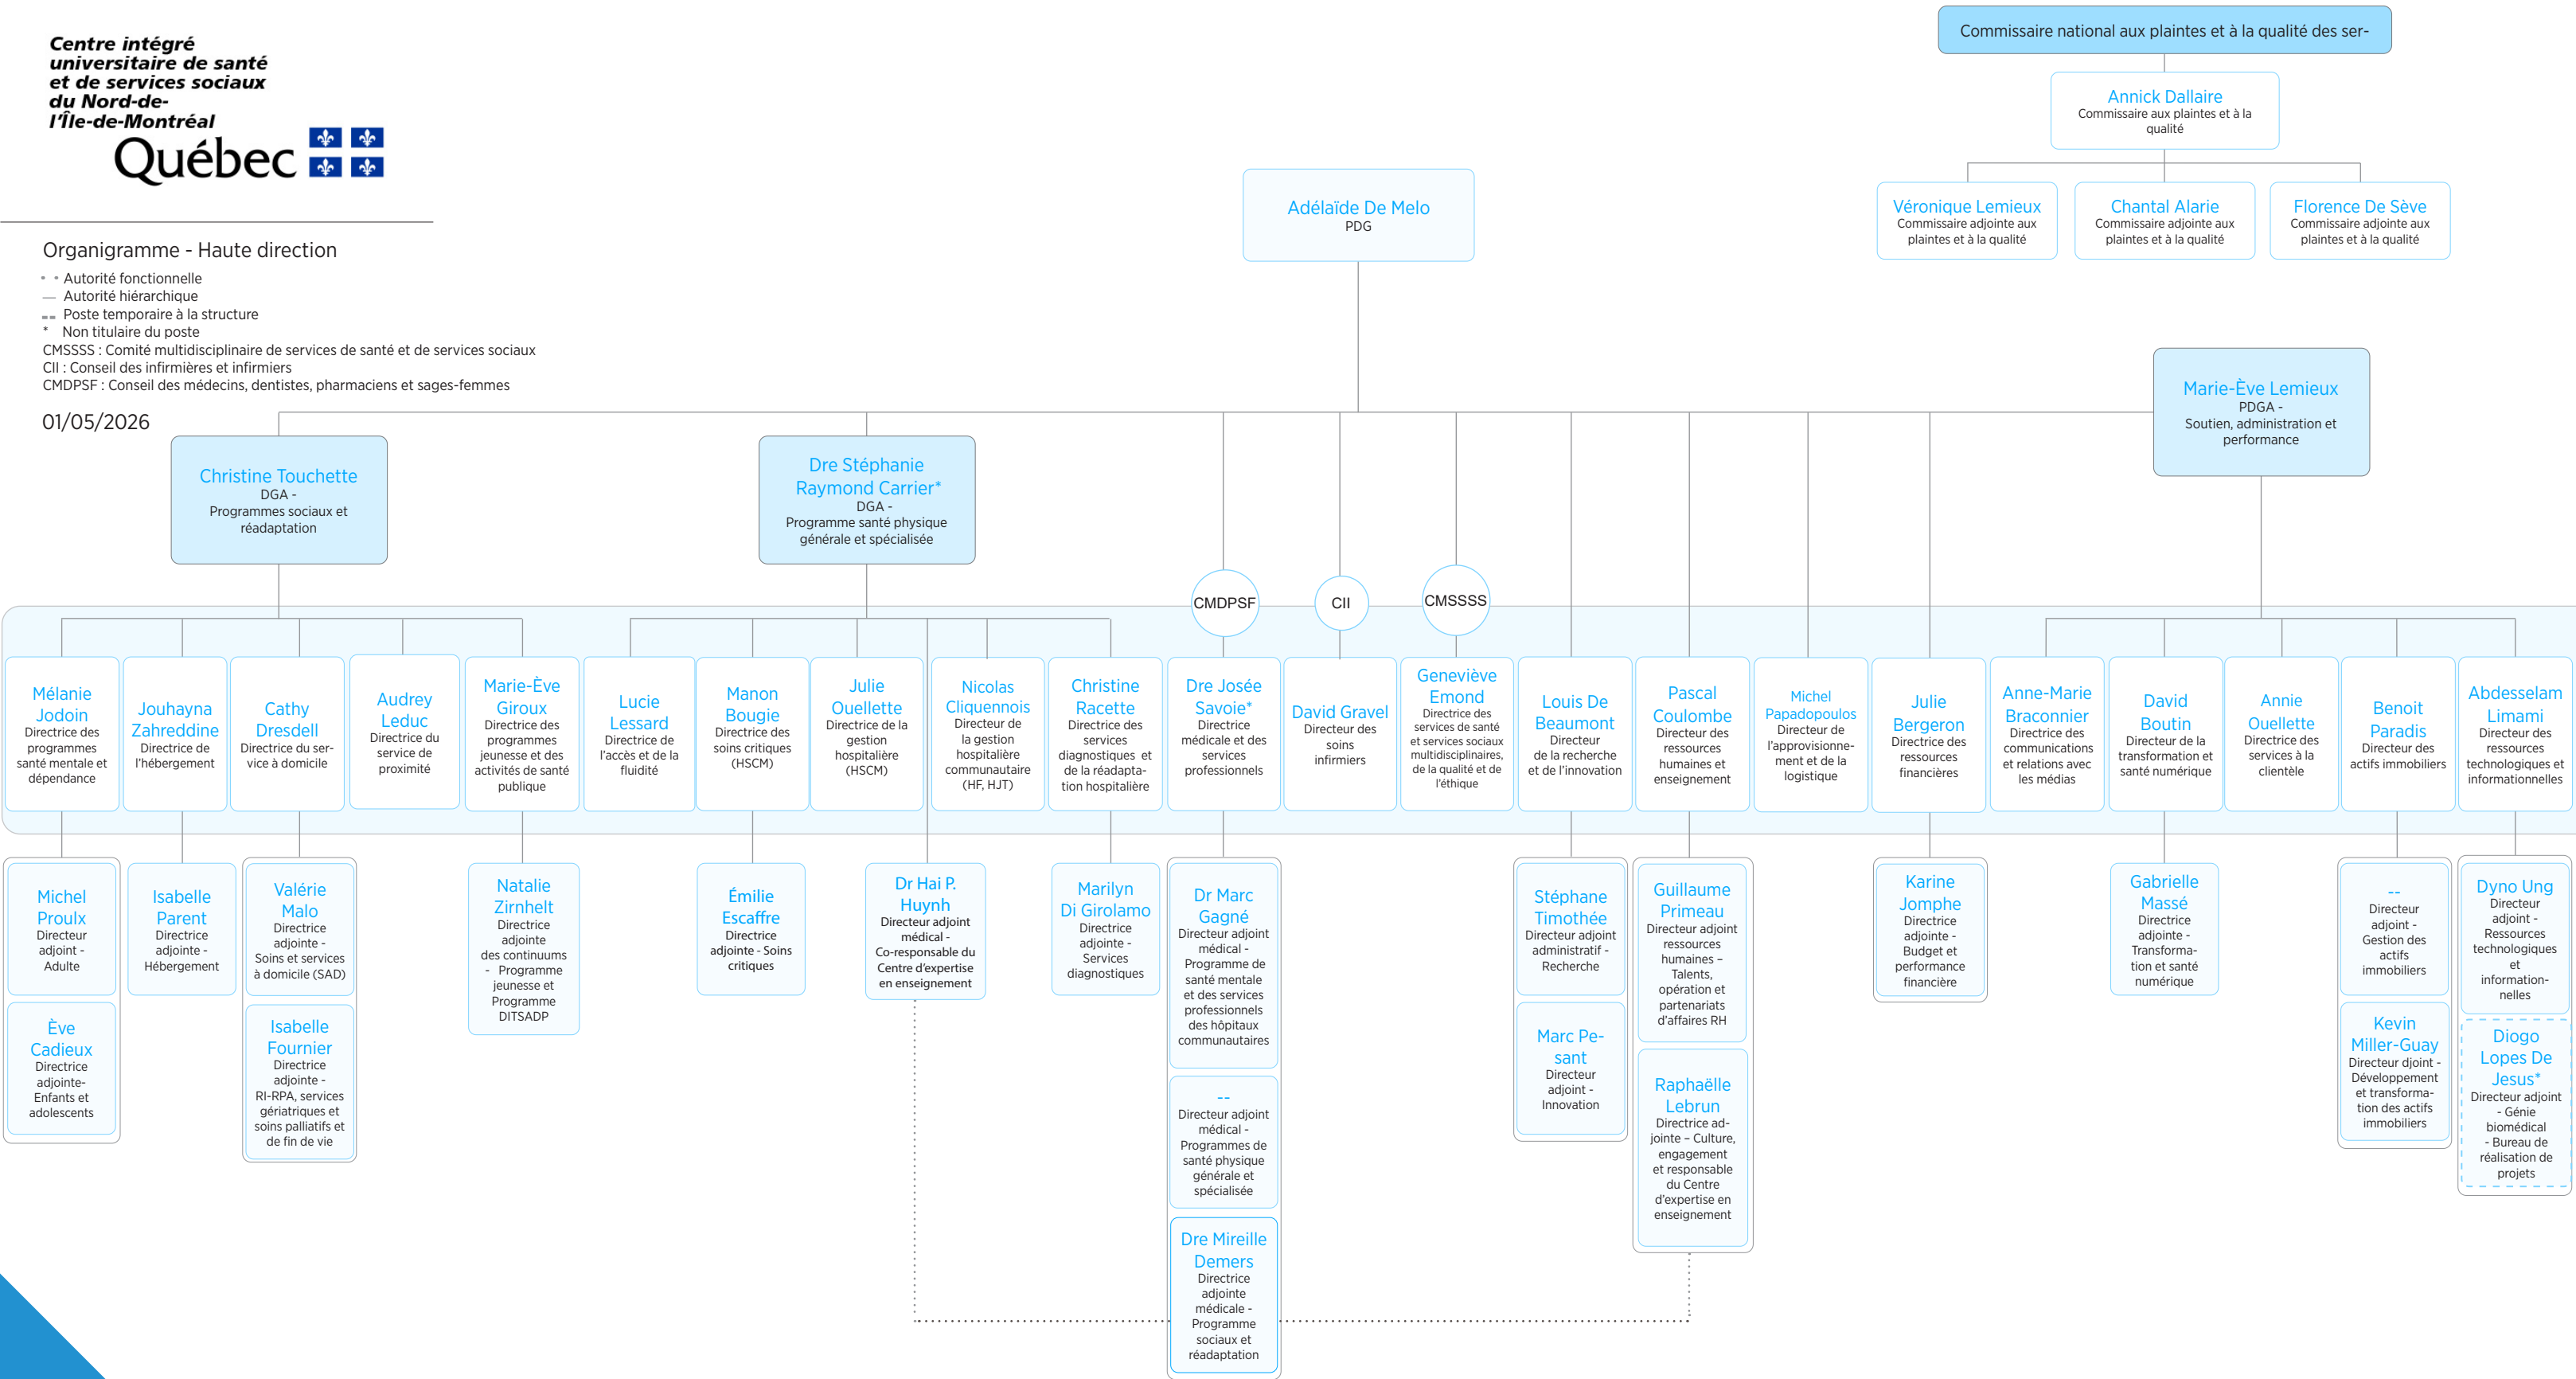 Centre intégré
universitaire de santé
et de services sociaux
du Nord-de-
l'Île-de-Montréal
Québec
Organigramme - Haute direction
Autorité fonctionnelle
Autorité hiérarchique
Poste temporaire à la structure
* Non titulaire du poste
CMSSSS : Comité multidisciplinaire de services de santé et de services sociaux
CII : Conseil des infirmières et infirmiers
CMDPSF : Conseil des médecins, dentistes, pharmaciens et sages-femmes
01/05/2026
Commissaire national aux plaintes et à la qualité des ser-
Annick Dallaire
Commissaire aux plaintes et à la
qualité
Véronique Lemieux
Commissaire adjointe aux
plaintes et à la qualité
Chantal Alarie
Commissaire adjointe aux
plaintes et à la qualité
Florence De Sève
Commissaire adjointe aux
plaintes et à la qualité
Adélaïde De Melo
PDG
Marie-Ève Lemieux
PDGA -
Soutien, administration et
performance
Christine Touchette
DGA -
Programmes sociaux et
réadaptation
Dre Stéphanie
Raymond Carrier*
DGA -
Programme santé physique
générale et spécialisée
CMDPSF
CII
CMSSSS
Mélanie
Jodoin
Directrice des
programmes
santé mentale et
dépendance
Jouhayna
Zahreddine
Directrice de
l'hébergement
Cathy
Dresdell
Directrice du ser-
vice à domicile
Audrey
Leduc
Directrice du
service de
proximité
Marie-Ève
Giroux
Directrice des
programmes
jeunesse et des
activités de santé
publique
Lucie
Lessard
Directrice de
l'accès et de la
fluidité
Manon
Bougie
Directrice des
soins critiques
(HSCM)
Julie
Ouellette
Directrice de la
gestion
hospitalière
(HSCM)
Nicolas
Cliquennois
Directeur de
la gestion
hospitalière
communautaire
(HF, HJT)
Christine
Racette
Directrice des
services
diagnostiques et
de la réadapta-
tion hospitalière
Dre Josée
Savoie*
Directrice
médicale et des
services
professionnels
David Gravel
Directeur des
soins
infirmiers
Geneviève
Emond
Directrice des
services de santé
et services sociaux
multidisciplinaires,
de la qualité et de
l'éthique
Louis De
Beaumont
Directeur
de la recherche
et de l'innovation
Pascal
Coulombe
Directeur des
ressources
humaines et
enseignement
Michel
Papadopoulos
Directeur de
l'approvisionne-
ment et de la
logistique
Julie
Bergeron
Directrice des
ressources
financières
Anne-Marie
Braconnier
Directrice des
communications
et relations avec
les médias
David
Boutin
Directeur de la
transformation et
santé numérique
Annie
Ouellette
Directrice des
services à la
clientèle
Benoit
Paradis
Directeur des
actifs immobiliers
Abdesselam
Limami
Directeur des
ressources
technologiques et
informationnelles
Michel
Proulx
Directeur
adjoint -
Adulte
Ève
Cadieux
Directrice
adjointe-
Enfants et
adolescents
Isabelle
Parent
Directrice
adjointe -
Hébergement
Valérie
Malo
Directrice
adjointe -
Soins et services
à domicile (SAD)
Isabelle
Fournier
Directrice
adjointe -
RI-RPA, services
gériatriques et
soins palliatifs et
de fin de vie
Natalie
Zirnhelt
Directrice
adjointe
des continuums
- Programme
jeunesse et
Programme
DITSADP
Émilie
Escaffre
Directrice
adjointe - Soins
critiques
Dr Hai P.
Huynh
Directeur adjoint
médical -
Co-responsable du
Centre d'expertise
en enseignement
Marilyn
Di Girolamo
Directrice
adjointe -
Services
diagnostiques
Dr Marc
Gagné
Directeur adjoint
médical -
Programme de
santé mentale
et des services
professionnels
des hôpitaux
communautaires
--
Directeur adjoint
médical -
Programmes de
santé physique
générale et
spécialisée
Dre Mireille
Demers
Directrice
adjointe
médicale -
Programme
sociaux et
réadaptation
Stéphane
Timothée
Directeur adjoint
administratif -
Recherche
Marc Pe-
sant
Directeur
adjoint -
Innovation
Guillaume
Primeau
Directeur adjoint
ressources
humaines –
Talents,
opération et
partenariats
d'affaires RH
Raphaëlle
Lebrun
Directrice ad-
jointe – Culture,
engagement
et responsable
du Centre
d'expertise en
enseignement
Karine
Jomphe
Directrice
adjointe -
Budget et
performance
financière
Gabrielle
Massé
Directrice
adjointe -
Transforma-
tion et santé
numérique
--
Directeur
adjoint -
Gestion des
actifs
immobiliers
Kevin
Miller-Guay
Directeur djoint -
Développement
et transforma-
tion des actifs
immobiliers
Dyno Ung
Directeur
adjoint -
Ressources
technologiques
et
information-
nelles
Diogo
Lopes De
Jesus*
Directeur adjoint
- Génie
biomédical
- Bureau de
réalisation de
projets